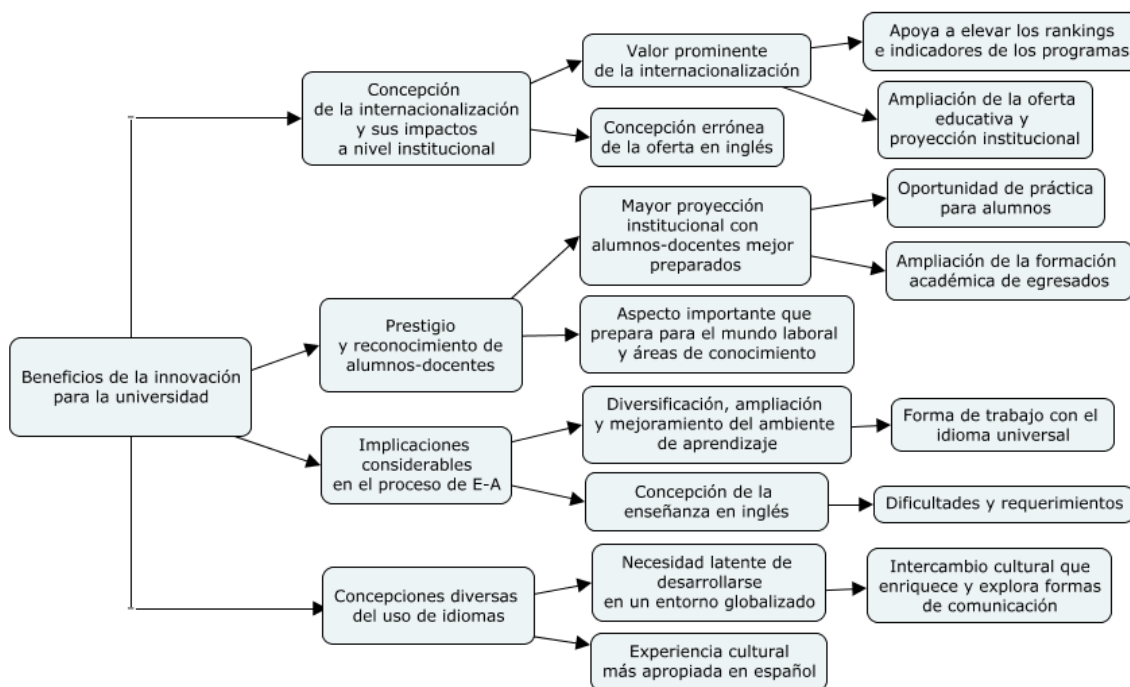 Beneficios de la innovación
para la universidad
Concepción
de la internacionalización
y sus impactos
a nivel institucional
Valor prominente
de la internacionalización
Apoya a elevar los rankings
e indicadores de los programas
Ampliación de la oferta
educativa y
proyección institucional
Concepción errónea
de la oferta en inglés
Prestigio
y reconocimiento de
alumnos-docentes
Mayor proyección
institucional con
alumnos-docentes mejor
preparados
Oportunidad de práctica
para alumnos
Ampliación de la formación
académica de egresados
Aspecto importante que
prepara para el mundo laboral
y áreas de conocimiento
Implicaciones
considerables
en el proceso de E-A
Diversificación, ampliación
y mejoramiento del ambiente
de aprendizaje
Forma de trabajo con el
idioma universal
Concepción de la
enseñanza en inglés
Dificultades y requerimientos
Concepciones diversas
del uso de idiomas
Necesidad latente de
desarrollarse
en un entorno globalizado
Intercambio cultural que
enriquece y explora formas
de comunicación
Experiencia cultural
más apropiada en español